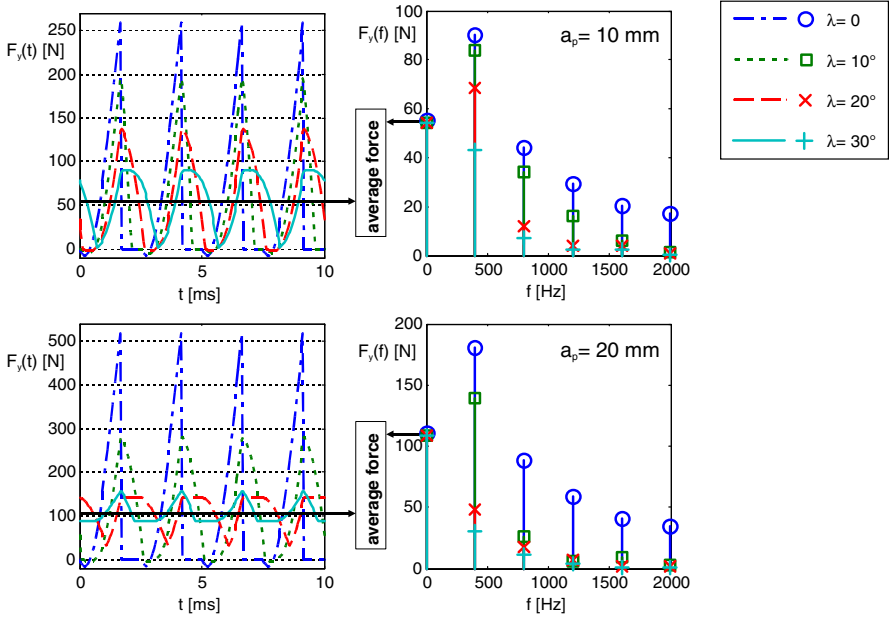 F_y(t) [N]
250
200
150
100
50
0
0
5
10
t [ms]
average force
F_y(f) [N]
a_p= 10 mm
100
80
60
40
20
0
0
500
1000
1500
2000
f [Hz]
λ= 0
λ= 10°
λ= 20°
λ= 30°
F_y(t) [N]
500
400
300
200
100
0
0
5
10
t [ms]
average force
F_y(f) [N]
a_p= 20 mm
200
150
100
50
0
0
500
1000
1500
2000
f [Hz]